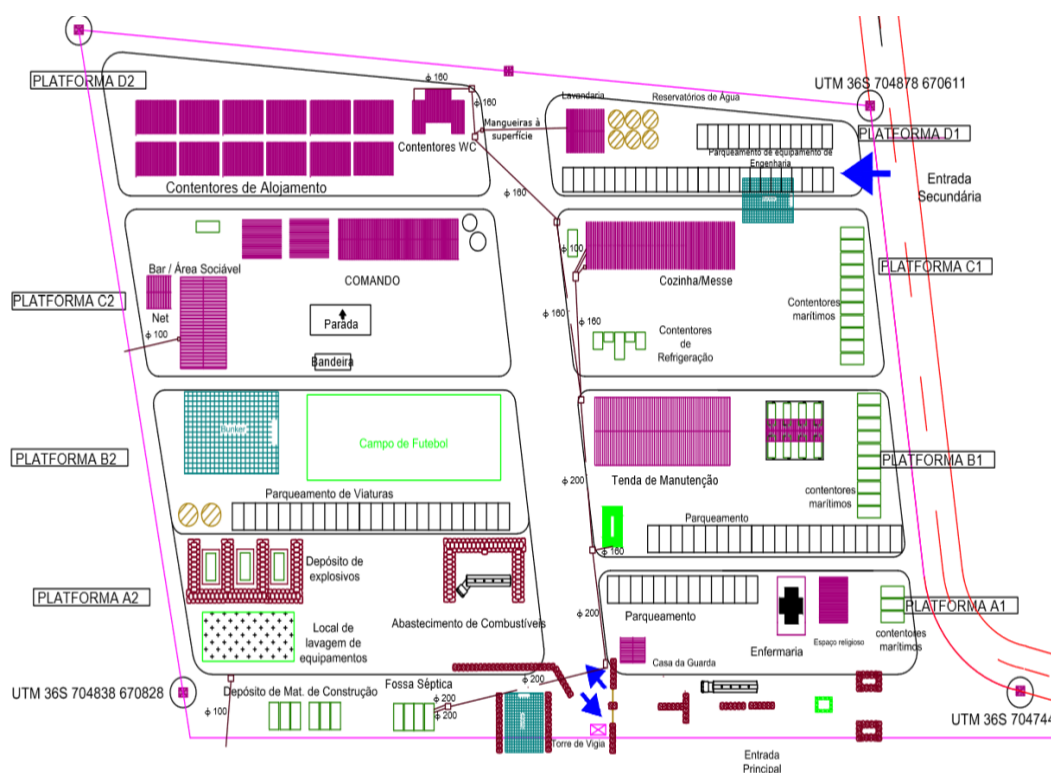 PLATFORMA D2
ϕ 160
ϕ 160
Mangueiras à
superfície
Contentores WC
Contentores de Alojamento
Lavandaria
Reservatórios de Água
UTM 36S 704878 670611
PLATFORMA D1
Parqueamento de equipamento de
Engenharia
Entrada
Secundária
ϕ 160
Bar / Área Sociável
COMANDO
PLATFORMA C2
Net
ϕ 100
Parada
Bandeira
ϕ 100
Cozinha/Messe
PLATFORMA C1
ϕ 160
ϕ 160
Contentores
marítimos
Contentores
de
Refrigeração
Bunker
Campo de Futebol
PLATFORMA B2
Parqueamento de Viaturas
PLATFORMA B1
Tenda de Manutenção
ϕ 200
contentores
marítimos
Parqueamento
ϕ 160
Depósito de
explosivos
PLATFORMA A2
Abastecimento de Combustíveis
Local de
lavagem de
equipamentos
ϕ 200
Parqueamento
PLATFORMA A1
Espaço religioso
Enfermaria
contentores
marítimos
Casa da Guarda
UTM 36S 704838 670828
Depósito de Mat. de Construção
Fossa Séptica
ϕ 200
ϕ 200
ϕ 200
ϕ 100
Torre de Vigia
Entrada
Principal
UTM 36S 704744